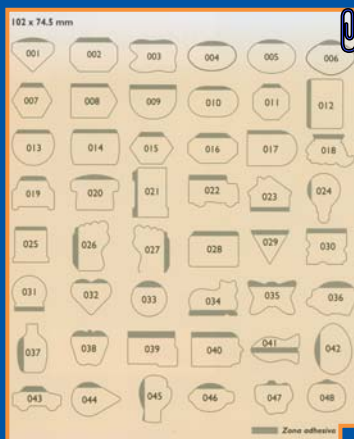 102 x 74.5 mm
001 002 003 004 005 006
007 008 009 010 011 012
013 014 015 016 017 018
019 020 021 022 023 024
025 026 027 028 029 030
031 032 033 034 035 036
037 038 039 040 041 042
043 044 045 046 047 048
Zona adhesiva